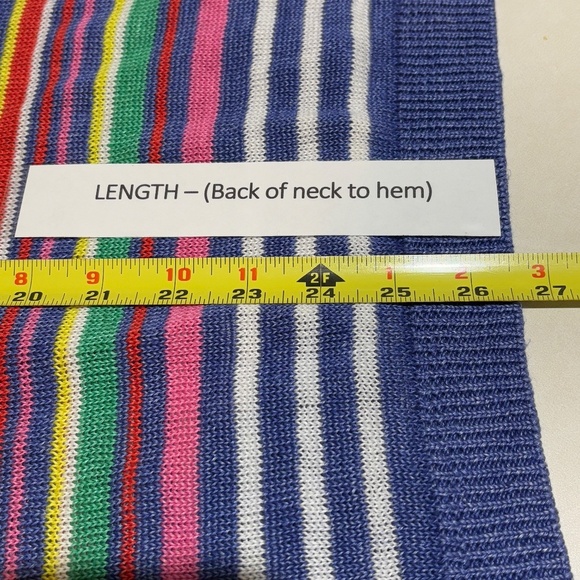 LENGTH – (Back of neck to hem)
8 9 10 11 2F 1 2 3
20 21 22 23 24 25 26 27